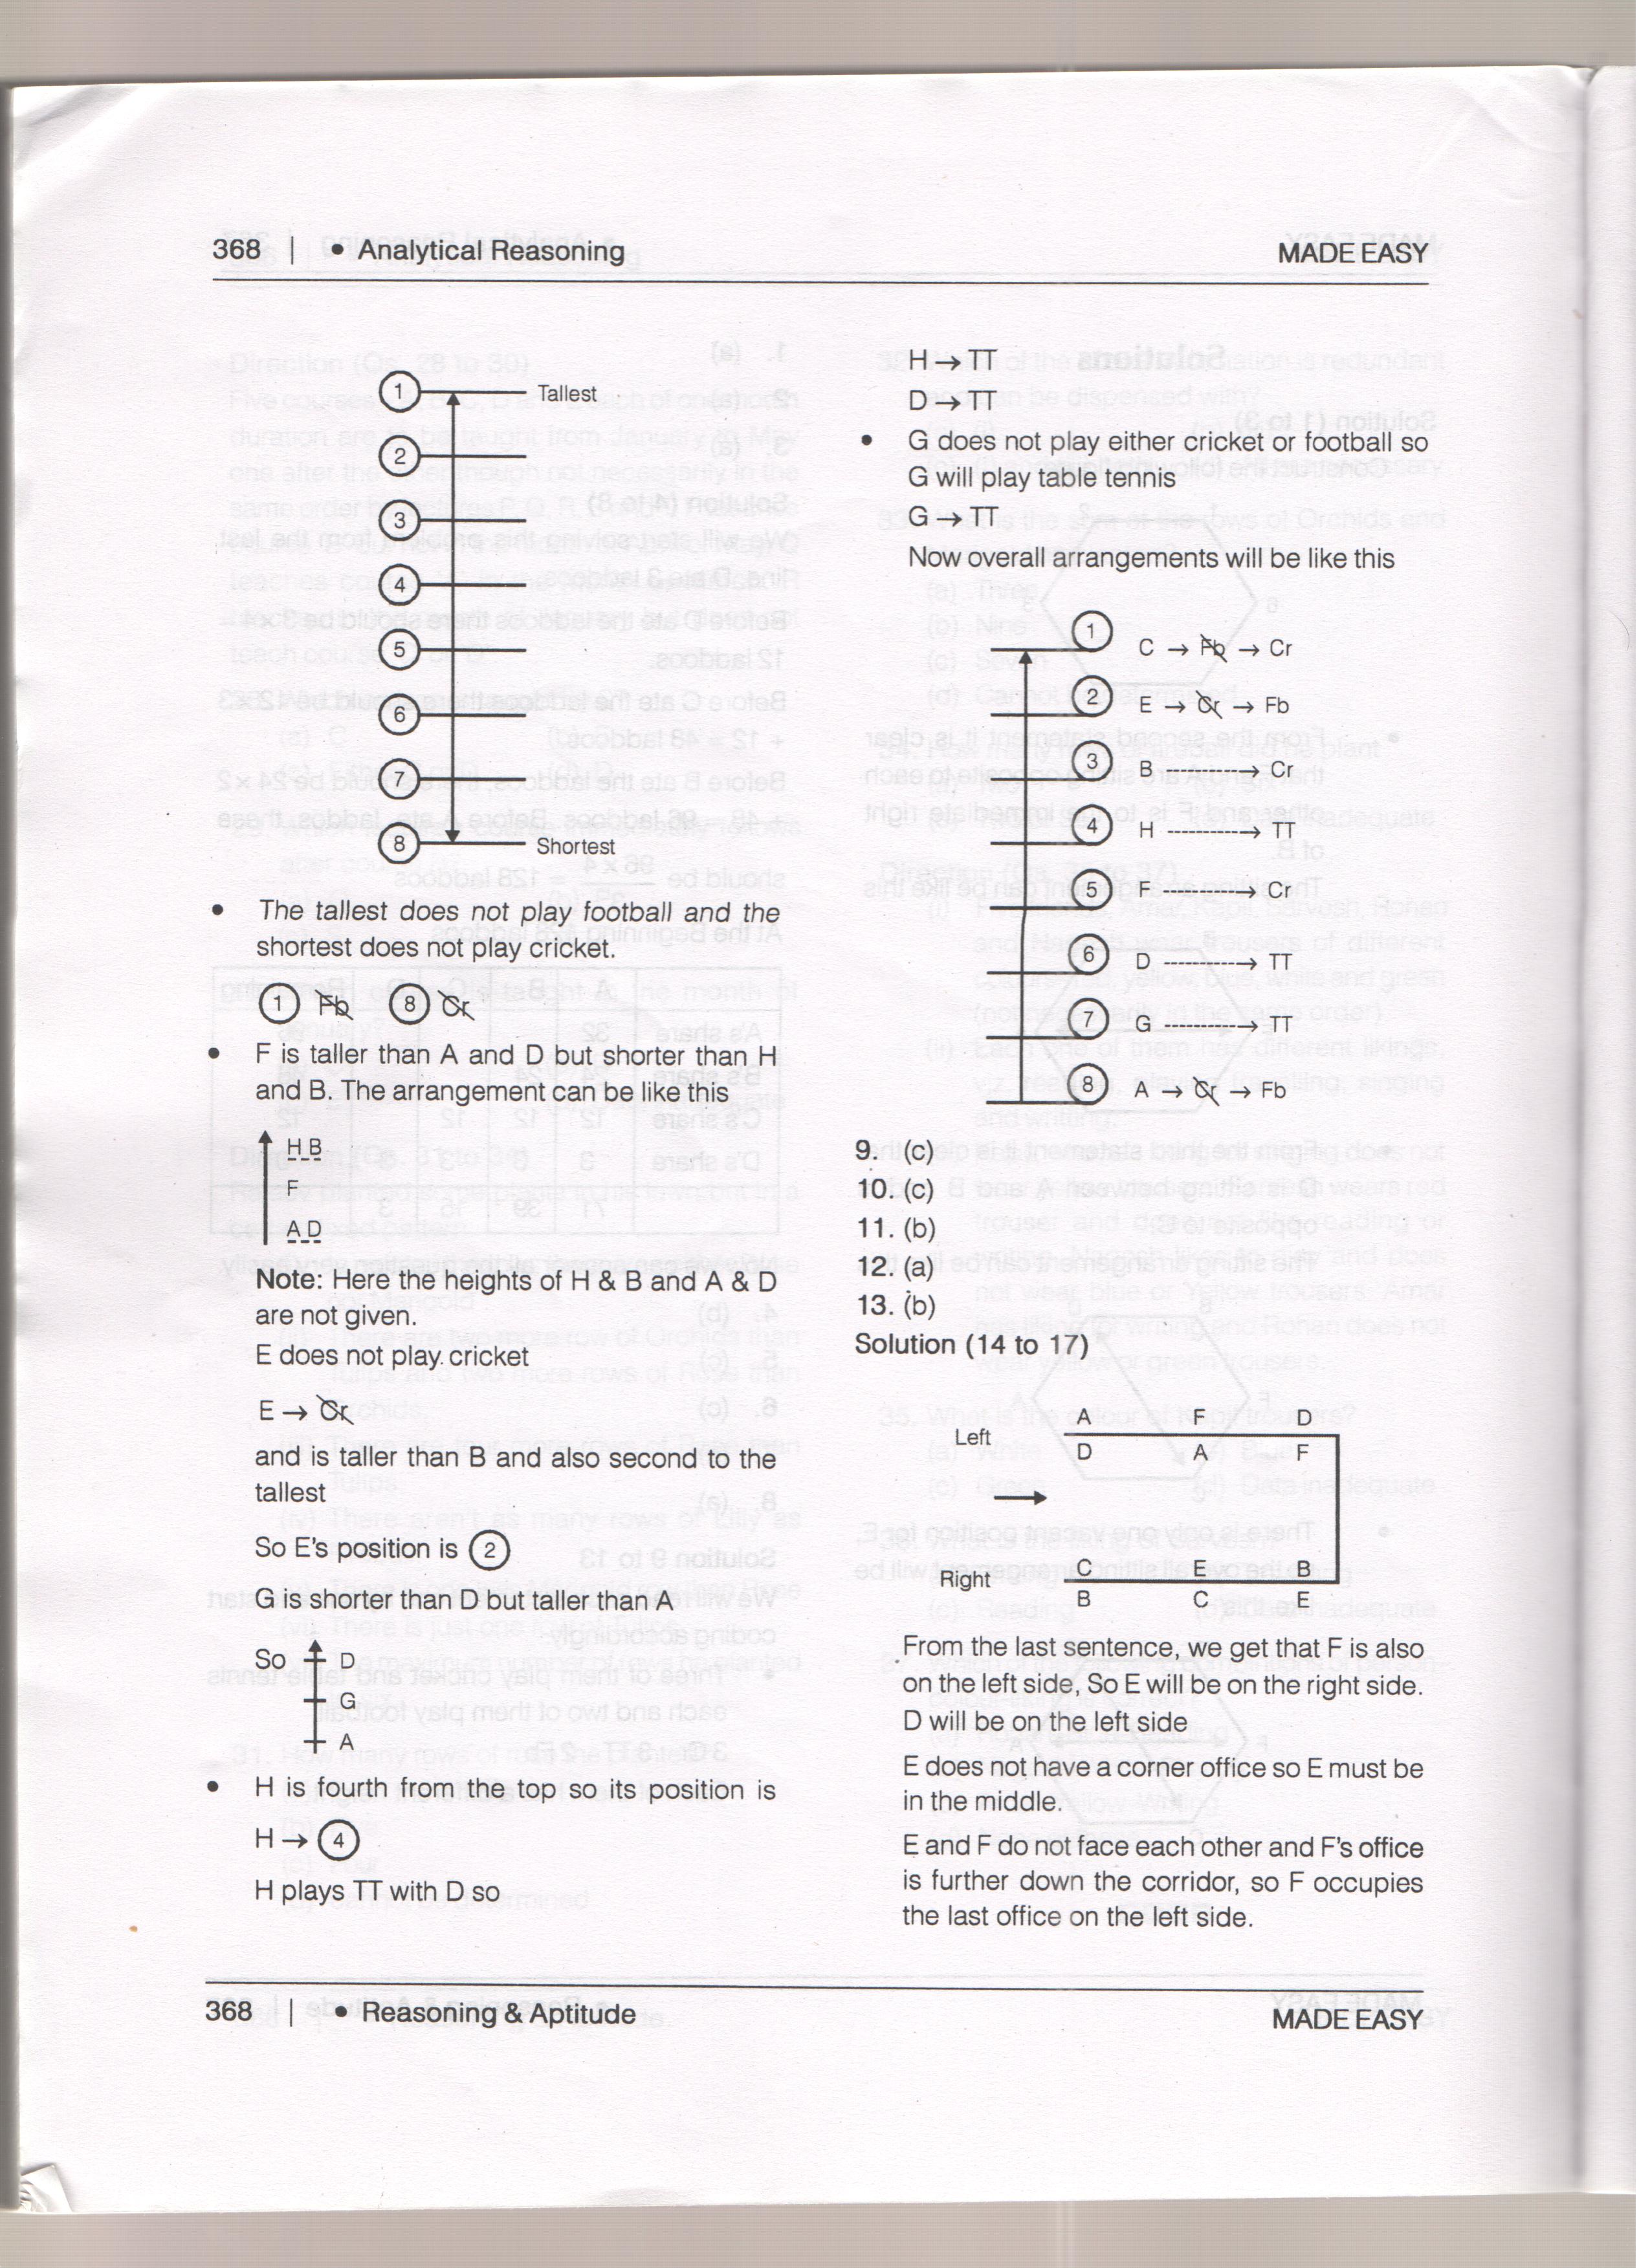 368 | • Analytical Reasoning MADE EASY
1 Tallest
2
3
4
5
6
7
8 Shortest
• The tallest does not play football and the
shortest does not play cricket.
1 Fb 8 Cr
• F is taller than A and D but shorter than H
and B. The arrangement can be like this
H B
F
A D
Note: Here the heights of H & B and A & D
are not given.
E does not play cricket
E → Cr
and is taller than B and also second to the
tallest
So E's position is 2
G is shorter than D but taller than A
So D
G
A
• H is fourth from the top so its position is
H → 4
H plays TT with D so
H → TT
D → TT
• G does not play either cricket or football so
G will play table tennis
G → TT
Now overall arrangements will be like this
1 C → Fb → Cr
2 E → Cr → Fb
3 B ----------→ Cr
4 H ----------→ TT
5 F ----------→ Cr
6 D ----------→ TT
7 G ----------→ TT
8 A → Cr → Fb
9. (c)
10. (c)
11. (b)
12. (a)
13. (b)
Solution (14 to 17)
A F D
Left
D A F
→
C E B
Right
B C E
From the last sentence, we get that F is also
on the left side, So E will be on the right side.
D will be on the left side
E does not have a corner office so E must be
in the middle.
E and F do not face each other and F's office
is further down the corridor, so F occupies
the last office on the left side.
368 | • Reasoning & Aptitude MADE EASY